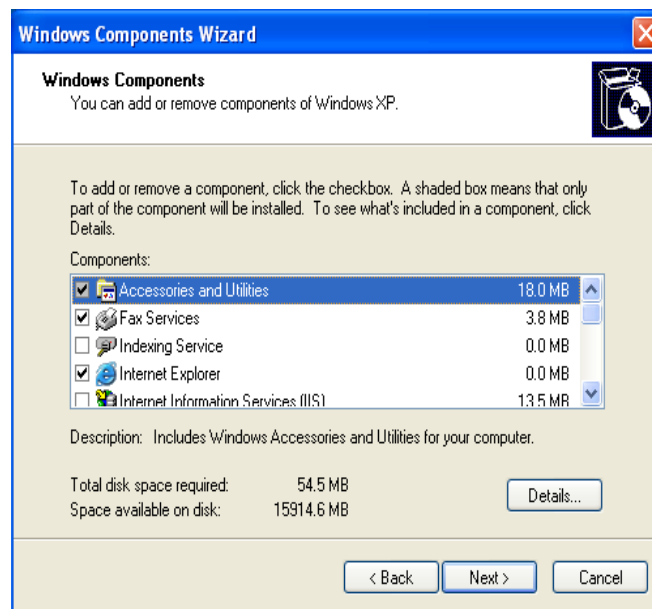 Windows Components Wizard
Windows Components
You can add or remove components of Windows XP.
To add or remove a component, click the checkbox. A shaded box means that only
part of the component will be installed. To see what's included in a component, click
Details.
Components:
Accessories and Utilities 18.0 MB
Fax Services 3.8 MB
Indexing Service 0.0 MB
Internet Explorer 0.0 MB
Internet Information Services (IIS) 13.5 MB
Description: Includes Windows Accessories and Utilities for your computer.
Total disk space required: 54.5 MB
Space available on disk: 15914.6 MB
Details...
< Back Next > Cancel